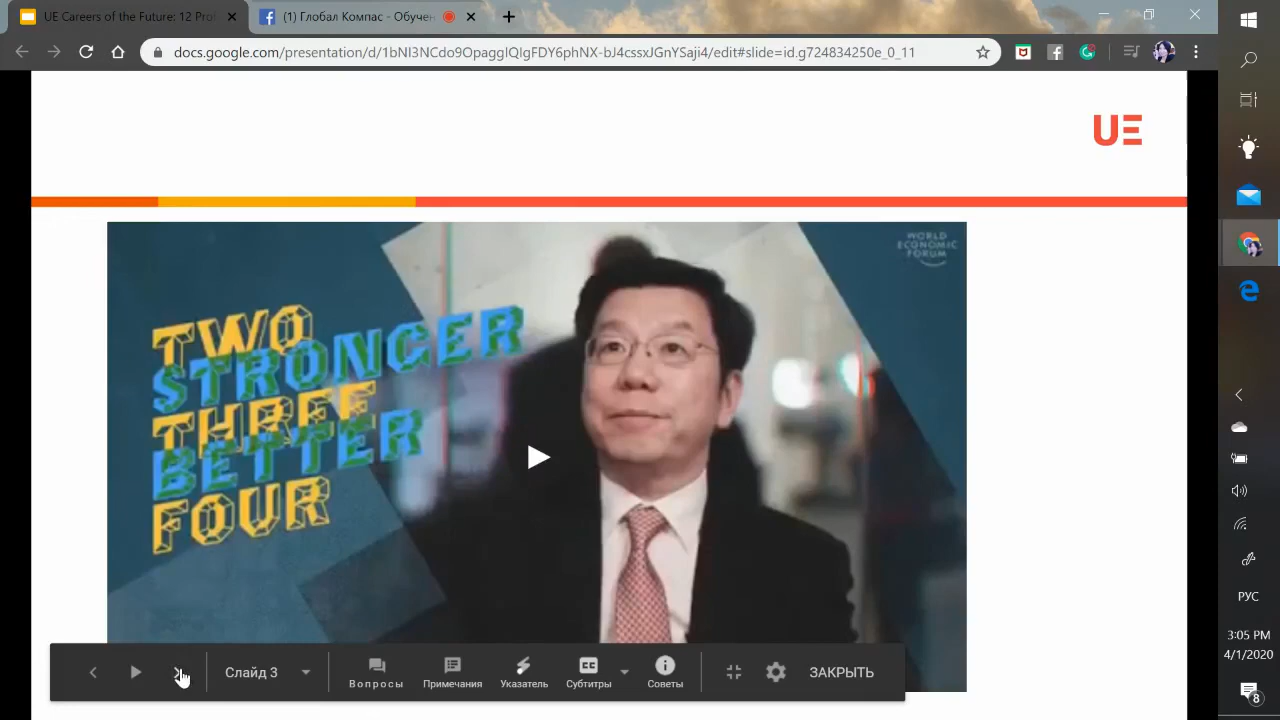 UE Careers of the Future: 12 Prof
(1) Глобал Компас - Обучен
docs.google.com/presentation/d/1bNI3NCdo9OpaggIQIgFDY6phNX-bJ4cssxJGnYSaji4/edit#slide=id.g724834250e_0_11
UE
WORLD
ECONOMIC
FORUM
TWO
STRONGER
THREE
BETTER
FOUR
Слайд 3
Вопросы
Примечания
Указатель
Субтитры
Советы
ЗАКРЫТЬ
РУС
3:05 PM
4/1/2020
8